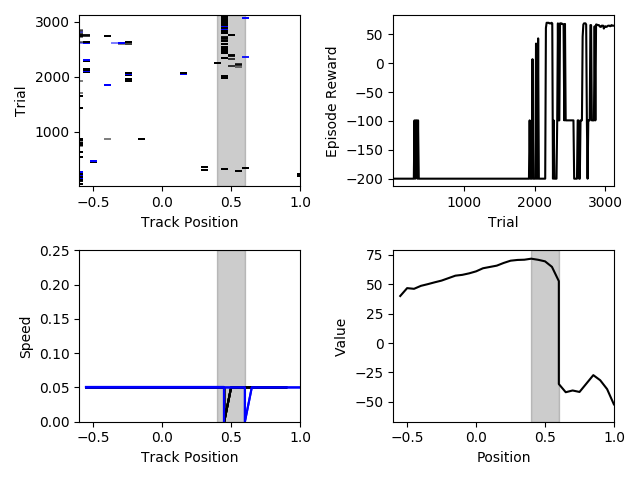 3000
2000
1000
Trial
−0.5 0.0 0.5 1.0
Track Position
50
0
−50
−100
−150
−200
Episode Reward
1000 2000 3000
Trial
0.25
0.20
0.15
0.10
0.05
0.00
Speed
−0.5 0.0 0.5 1.0
Track Position
75
50
25
0
−25
−50
Value
−0.5 0.0 0.5 1.0
Position